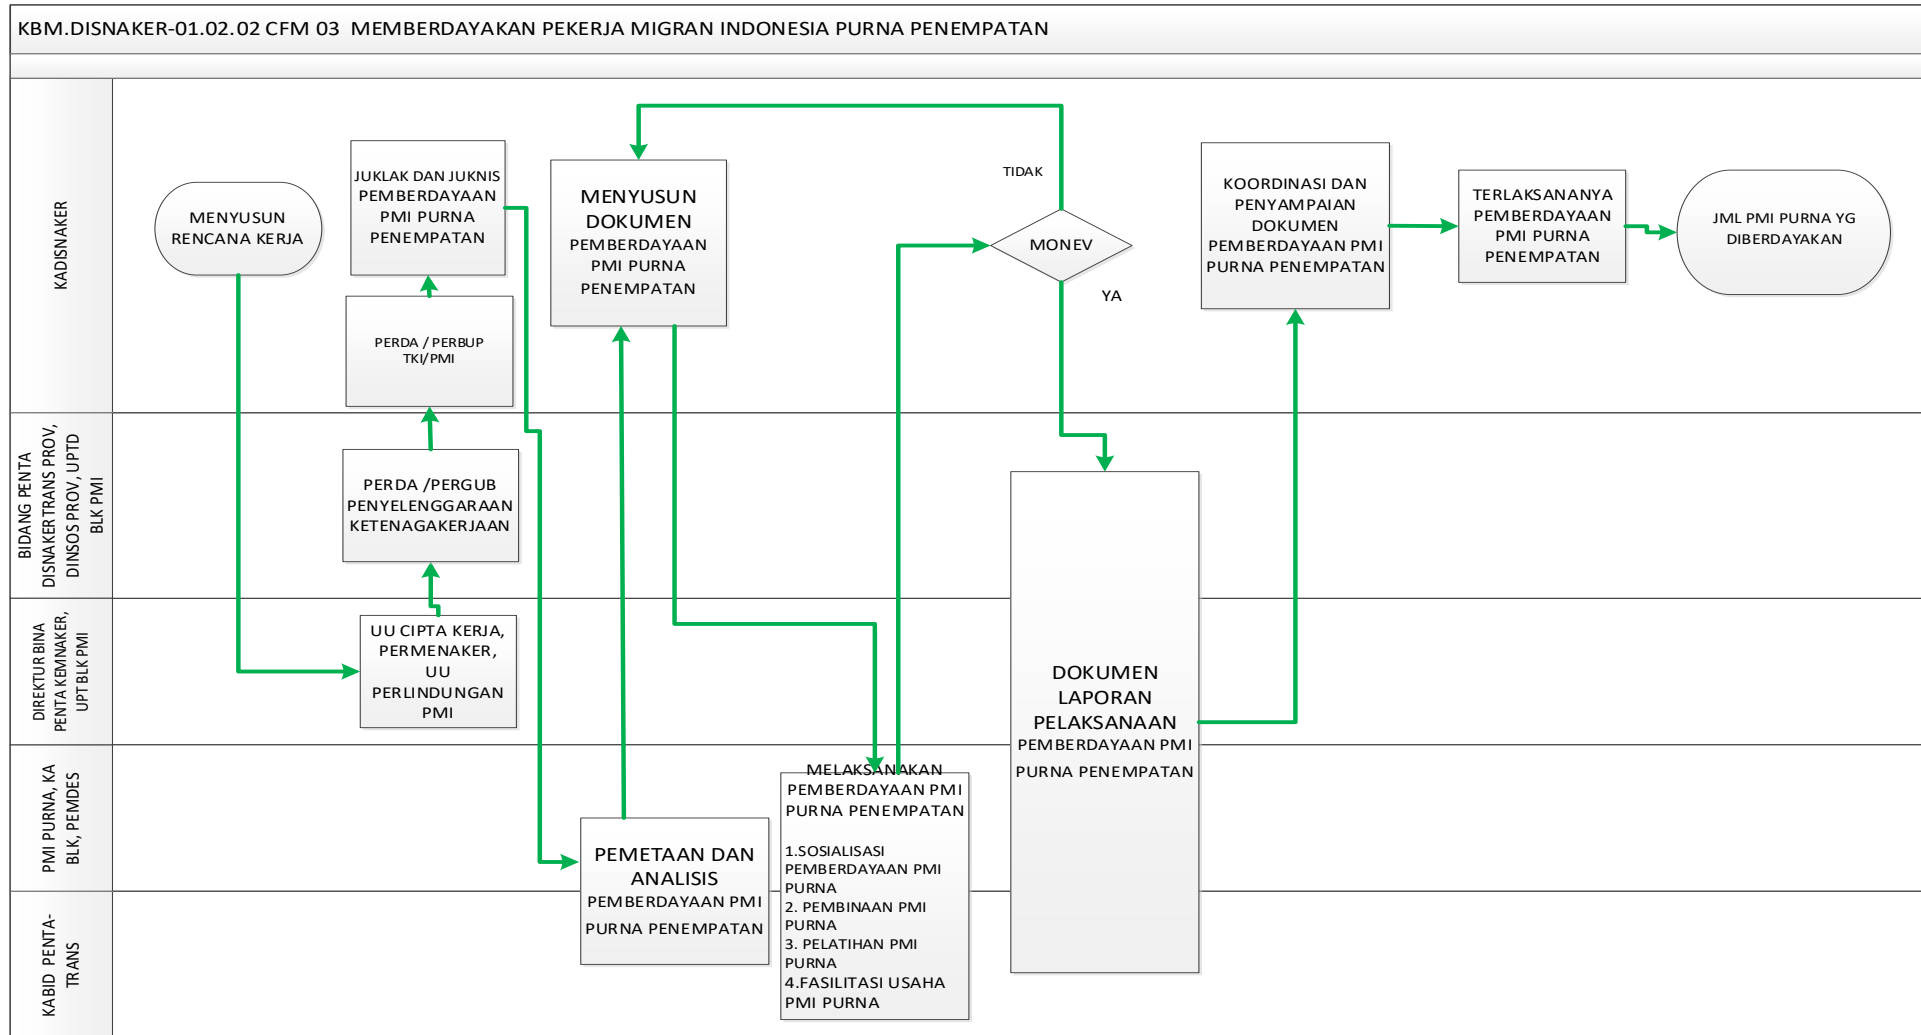 KBM.DISNAKER-01.02.02 CFM 03 MEMBERDAYAKAN PEKERJA MIGRAN INDONESIA PURNA PENEMPATAN
KADISNAKER
MENYUSUN
RENCANA KERJA
JUKLAK DAN JUKNIS
PEMBERDAYAAN
PMI PURNA
PENEMPATAN
PERDA / PERBUP
TKI/PMI
MENYUSUN
DOKUMEN
PEMBERDAYAAN
PMI PURNA
PENEMPATAN
TIDAK
MONEV
YA
KOORDINASI DAN
PENYAMPAIAN
DOKUMEN
PEMBERDAYAAN PMI
PURNA PENEMPATAN
TERLAKSANANYA
PEMBERDAYAAN
PMI PURNA
PENEMPATAN
JML PMI PURNA YG
DIBERDAYAKAN
BIDANG PENTA
DISNAKERTRANS PROV,
DINSOS PROV, UPTD
BLK PMI
PERDA /PERGUB
PENYELENGGARAAN
KETENAGAKERJAAN
DIREKTUR BINA
PENTA KEMNAKER,
UPT BLK PMI
UU CIPTA KERJA,
PERMENAKER,
UU
PERLINDUNGAN
PMI
DOKUMEN
LAPORAN
PELAKSANAAN
PEMBERDAYAAN PMI
PURNA PENEMPATAN
PMI PURNA, KA
BLK, PEMDES
PEMETAAN DAN
ANALISIS
PEMBERDAYAAN PMI
PURNA PENEMPATAN
MELAKSANAKAN
PEMBERDAYAAN PMI
PURNA PENEMPATAN
1.SOSIALISASI
PEMBERDAYAAN PMI
PURNA
2. PEMBINAAN PMI
PURNA
3. PELATIHAN PMI
PURNA
4.FASILITASI USAHA
PMI PURNA
KABID PENTA-
TRANS